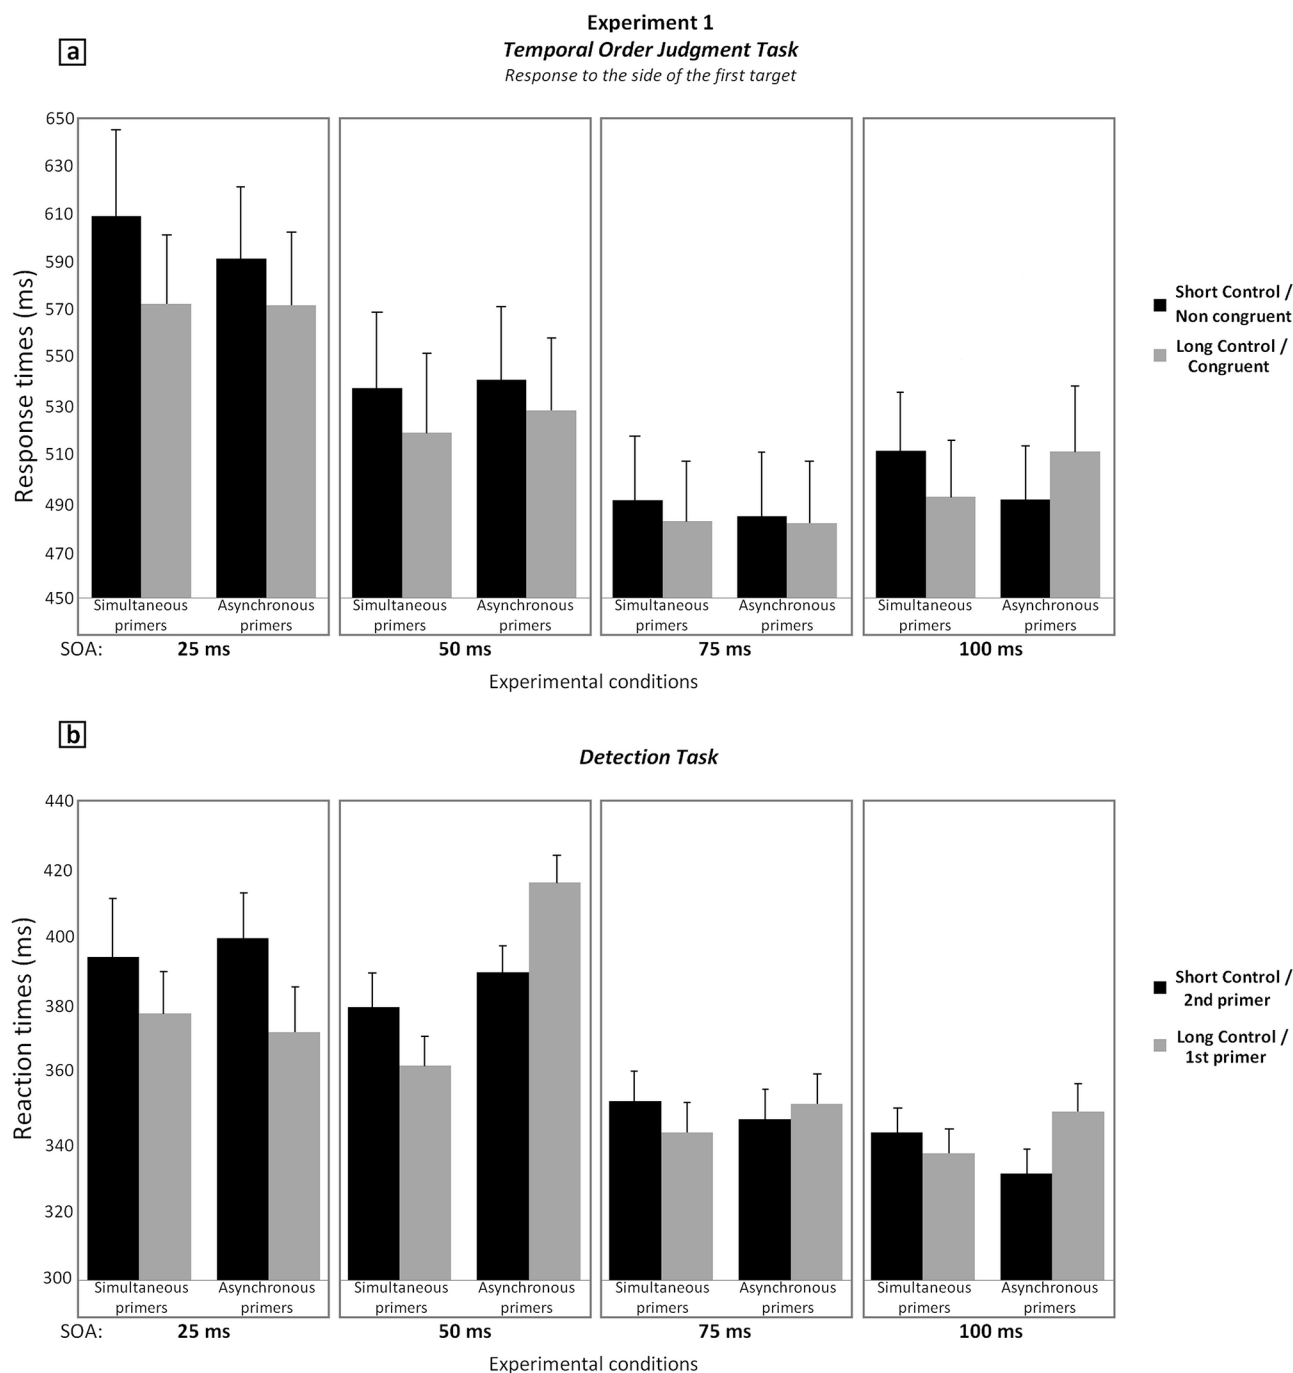 Experiment 1
a
Temporal Order Judgment Task
Response to the side of the first target
Response times (ms)
650
630
610
590
570
550
530
510
490
470
450
Simultaneous primers
Asynchronous primers
Simultaneous primers
Asynchronous primers
Simultaneous primers
Asynchronous primers
Simultaneous primers
Asynchronous primers
SOA: 25 ms 50 ms 75 ms 100 ms
Experimental conditions
Short Control /
Non congruent
Long Control /
Congruent
b
Detection Task
Reaction times (ms)
440
420
400
380
360
340
320
300
Simultaneous primers
Asynchronous primers
Simultaneous primers
Asynchronous primers
Simultaneous primers
Asynchronous primers
Simultaneous primers
Asynchronous primers
SOA: 25 ms 50 ms 75 ms 100 ms
Experimental conditions
Short Control /
2nd primer
Long Control /
1st primer